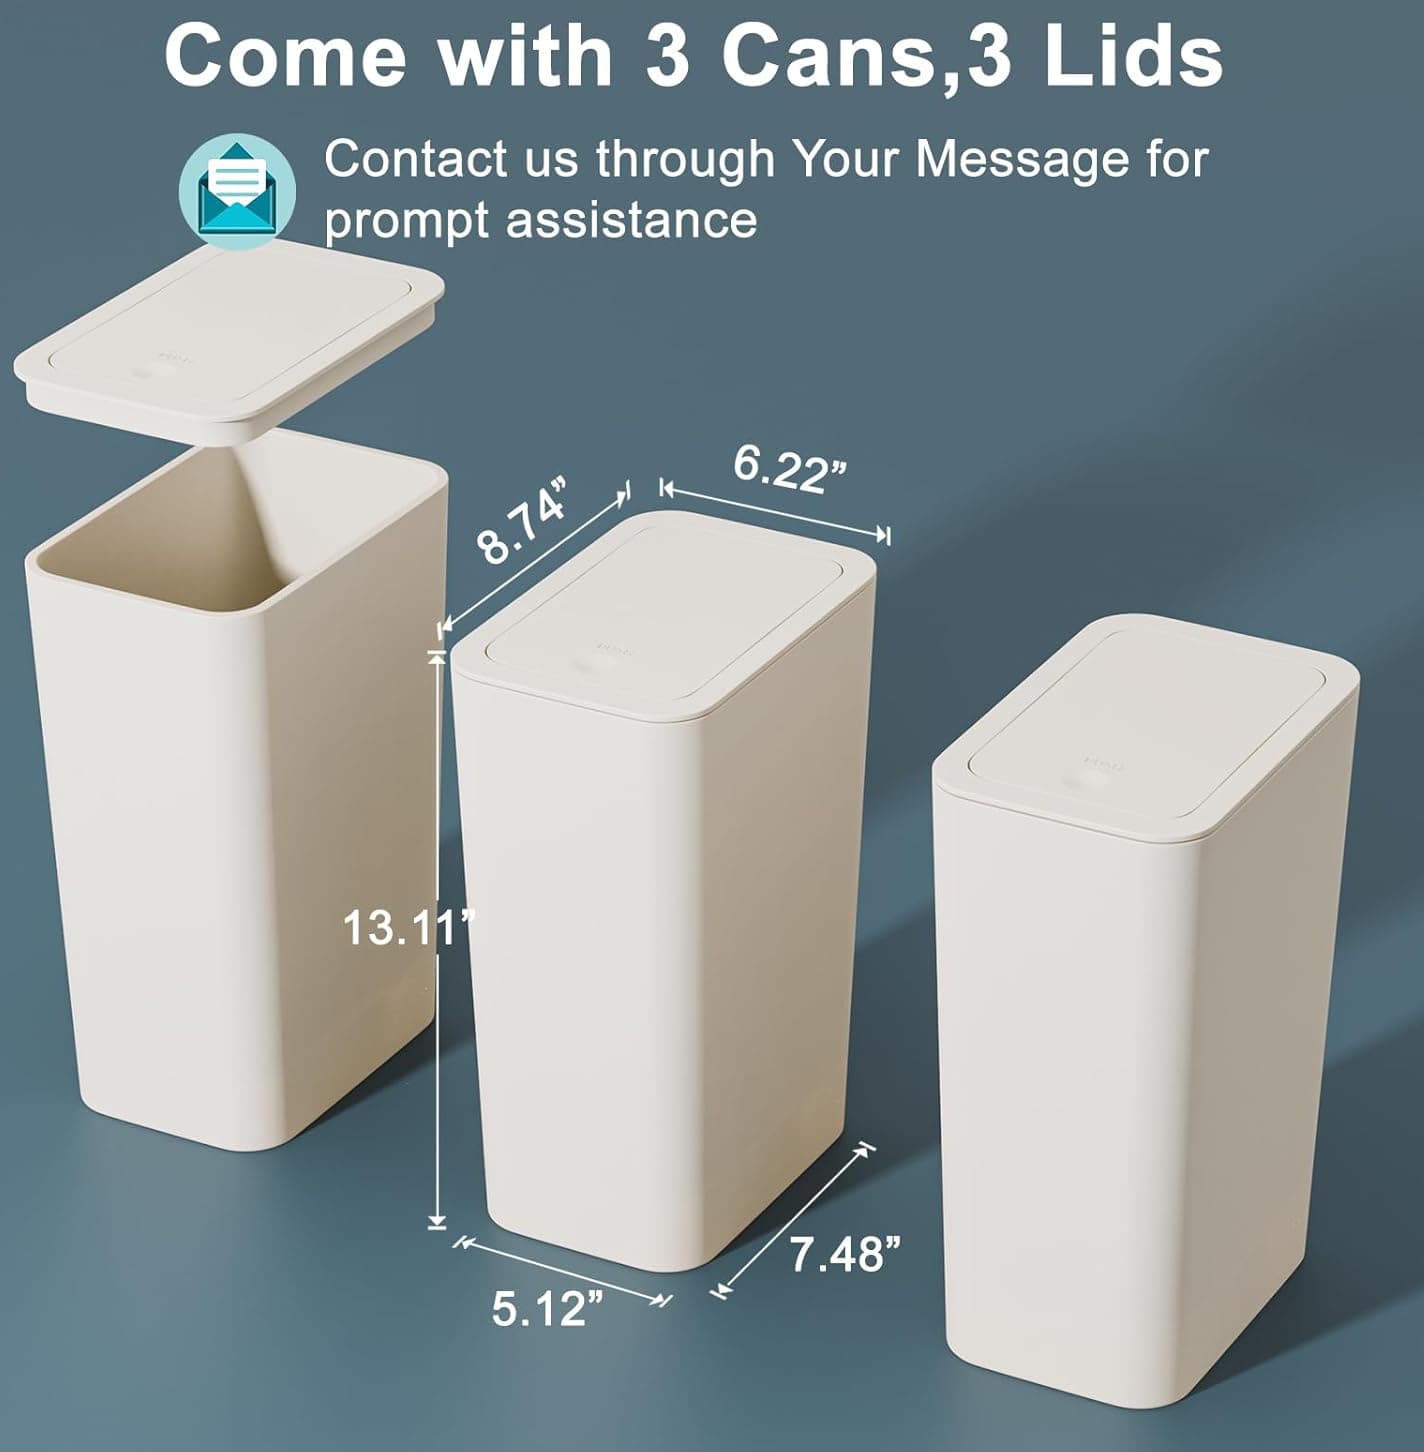 Come with 3 Cans,3 Lids
Contact us through Your Message for
prompt assistance
6.22”
8.74”
13.11”
7.48”
5.12”